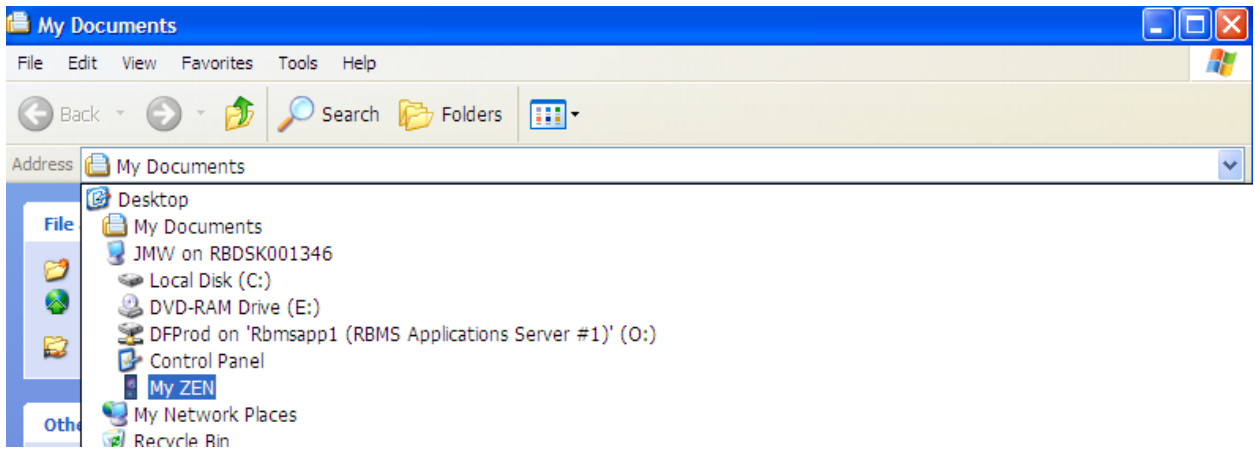 My Documents
File Edit View Favorites Tools Help
Back Search Folders
Address My Documents
Desktop
File
My Documents
JMW on RBDSK001346
Local Disk (C:)
DVD-RAM Drive (E:)
DFProd on 'Rbmsapp1 (RBMS Applications Server #1)' (O:)
Control Panel
My ZEN
My Network Places
Othe
Recycle Bin